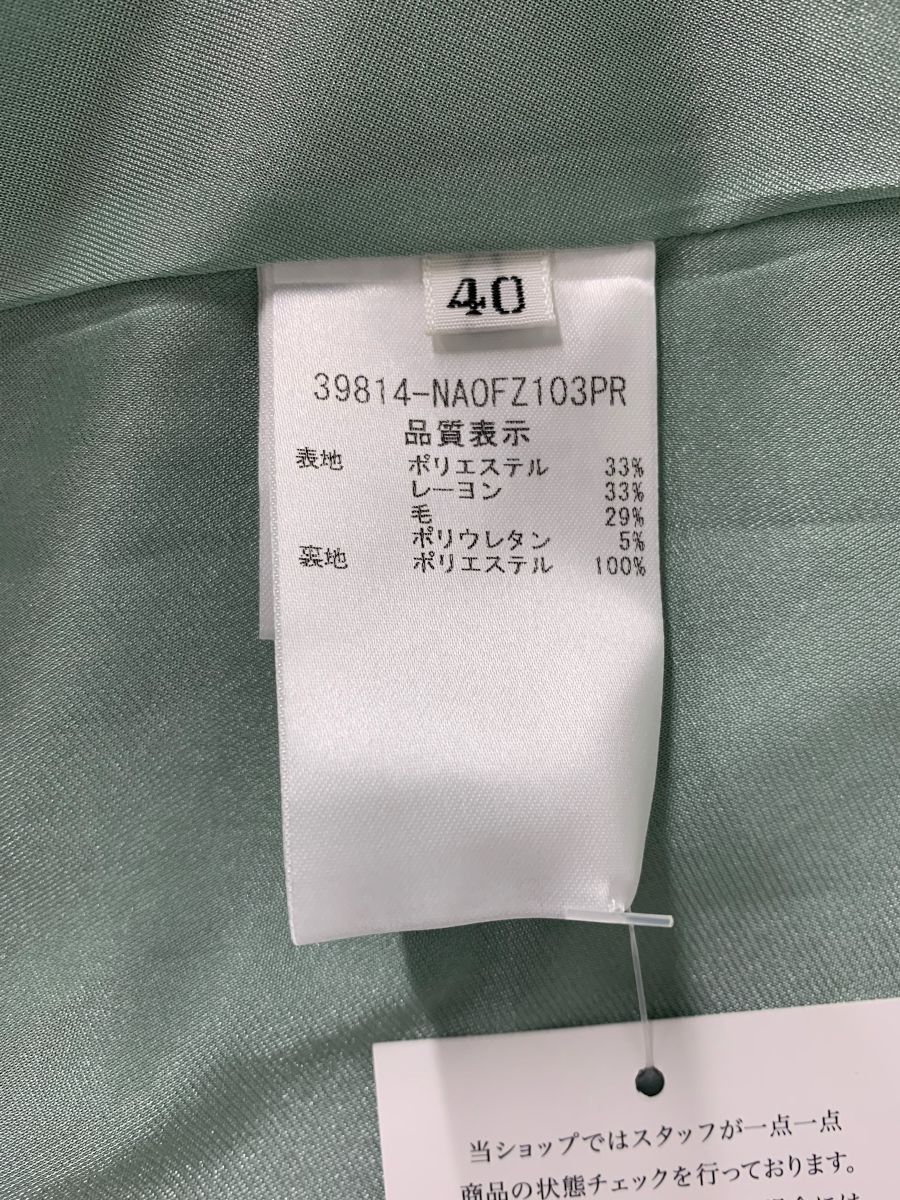 40
39814-NA0FZ103PR
品質表示
表地 ポリエステル 33%
レーヨン 33%
毛 29%
ポリウレタン 5%
裏地 ポリエステル 100%
当ショップではスタッフが一点一点
商品の状態チェックを行っております。